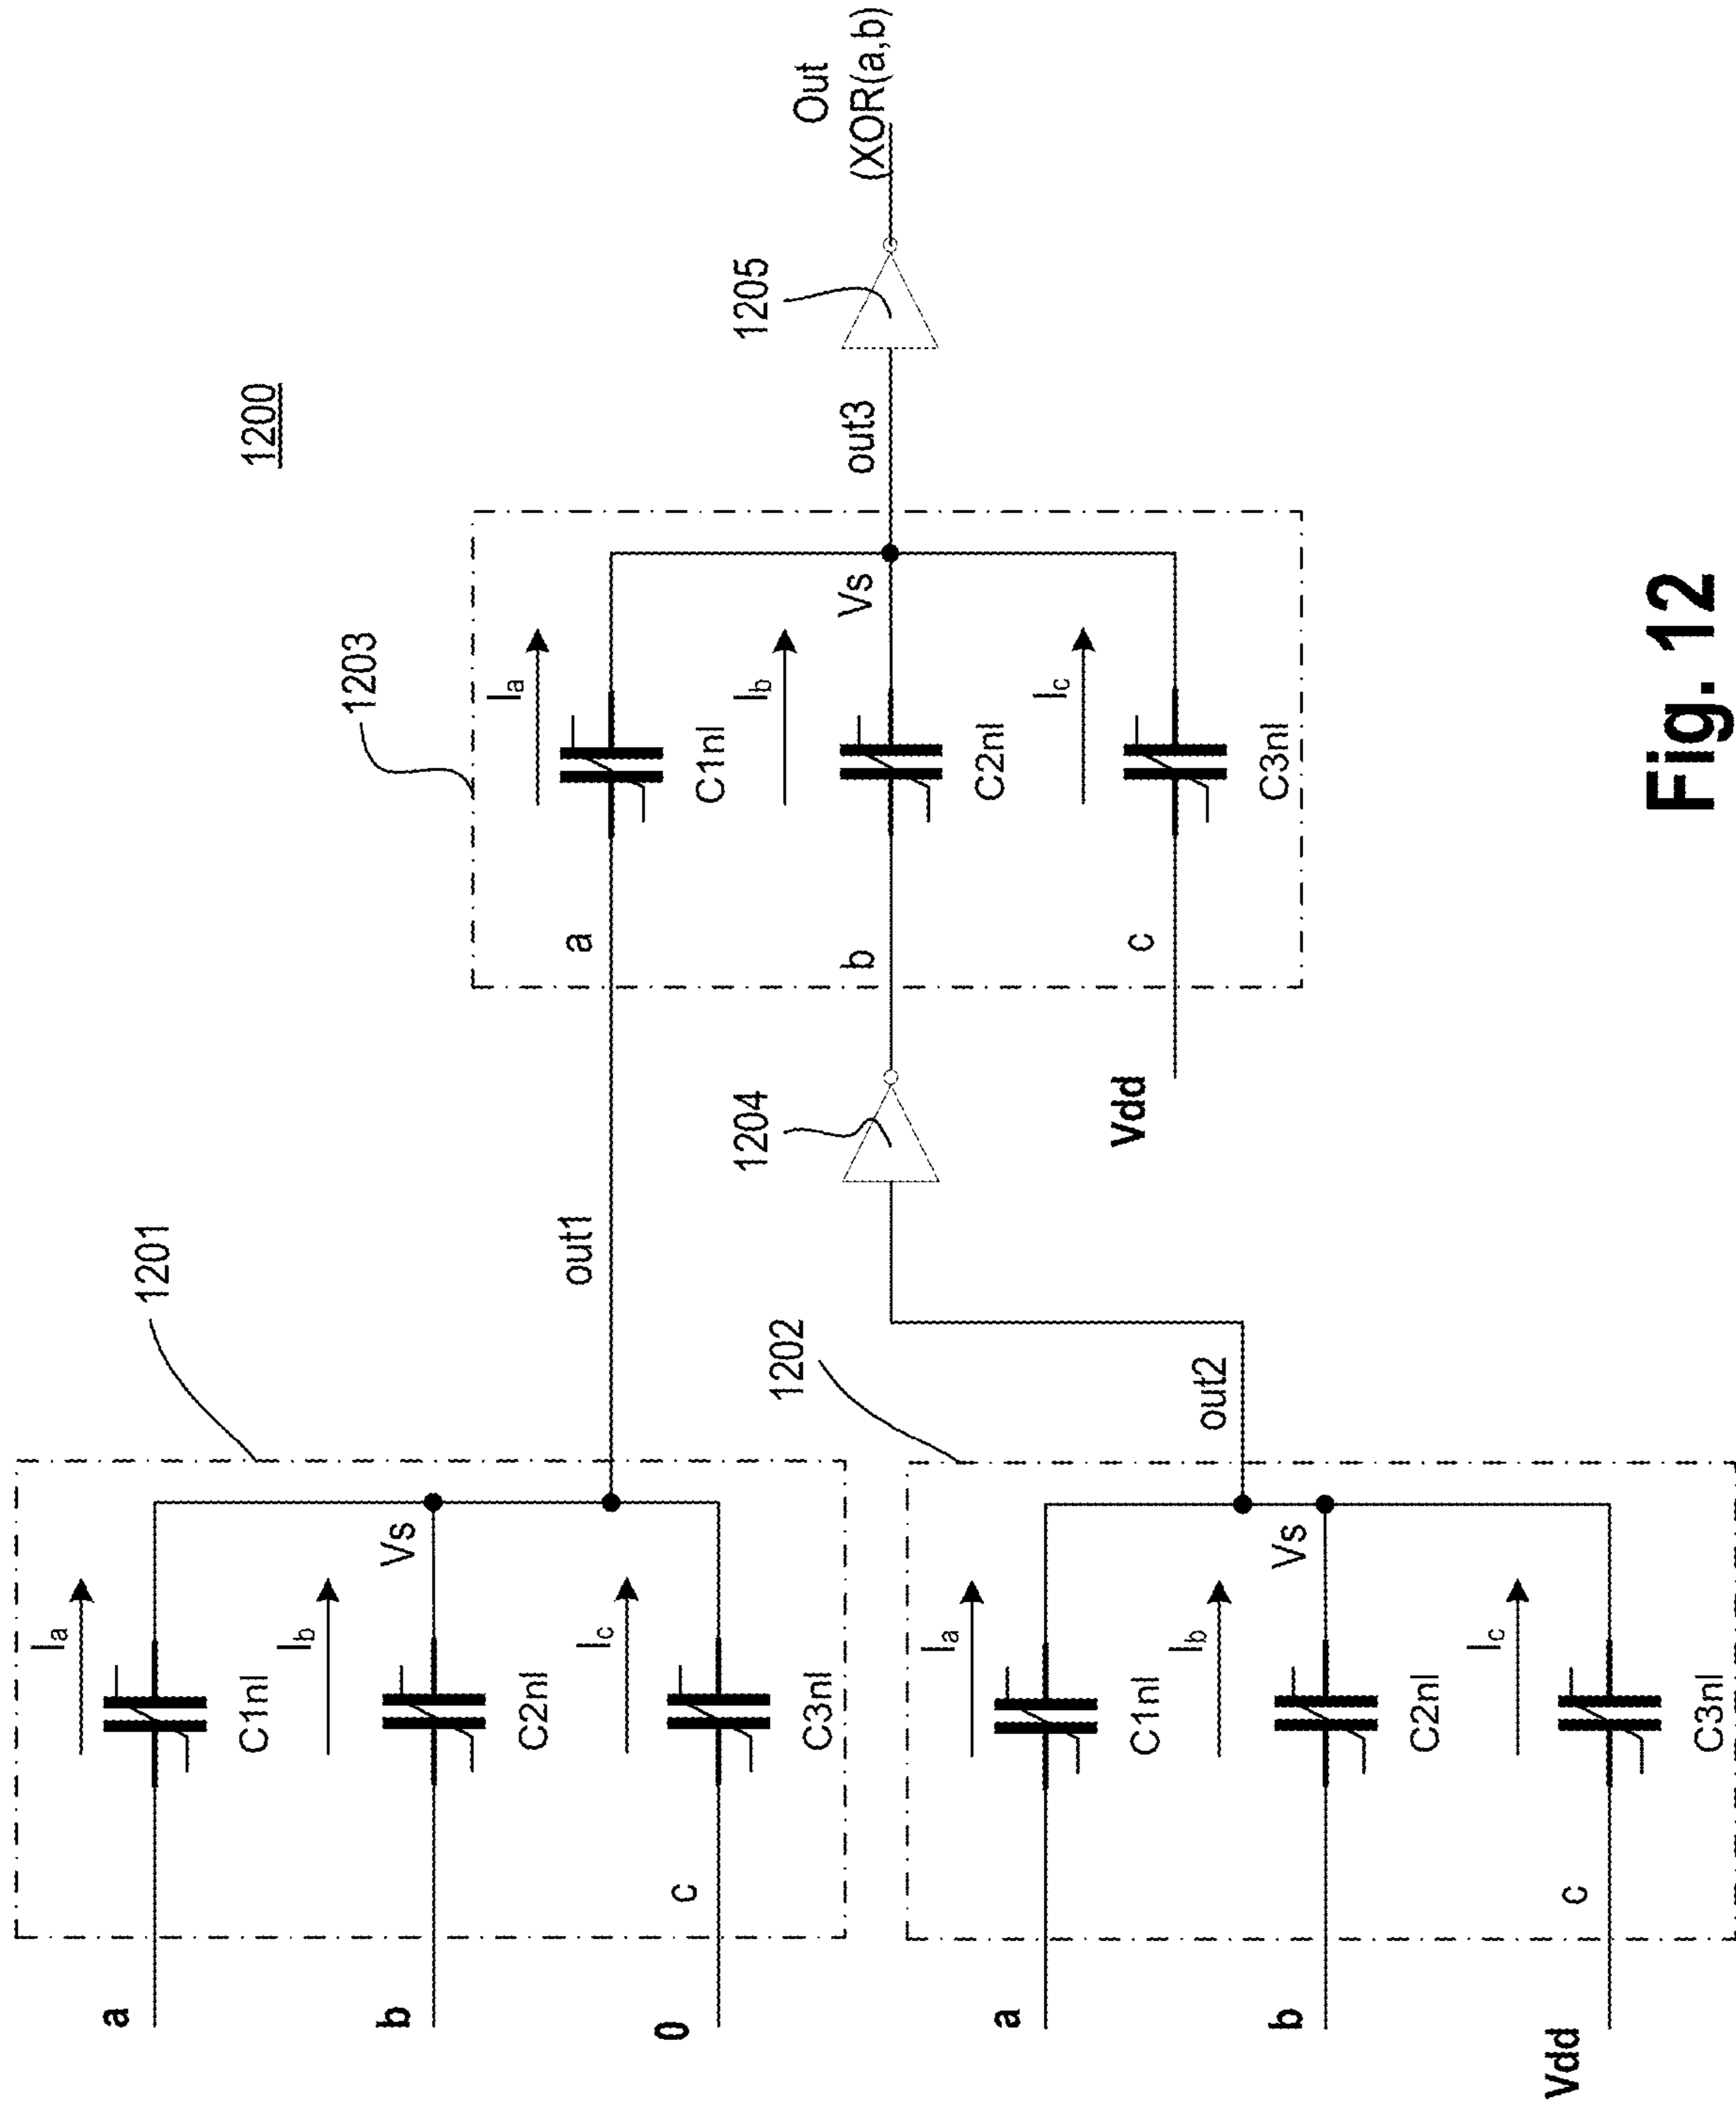 1200
1201
a
Ia
C1nl
b
Ib
C2nl
Vs
0
c
Ic
C3nl
out1
1202
a
Ia
C1nl
b
Ib
C2nl
Vs
Vdd
c
Ic
C3nl
out2
1204
1203
a
Ia
C1nl
b
Ib
C2nl
Vs
Vdd
c
Ic
C3nl
out3
1205
Out
(XOR(a,b)
Fig. 12